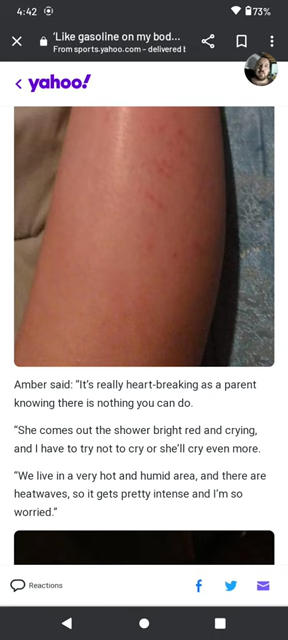 4:42
73%
'Like gasoline on my bod...
From sports.yahoo.com – delivered b
yahoo!
Amber said: "It's really heart-breaking as a parent
knowing there is nothing you can do.
"She comes out the shower bright red and crying,
and I have to try not to cry or she'll cry even more.
"We live in a very hot and humid area, and there are
heatwaves, so it gets pretty intense and I'm so
worried."
Reactions